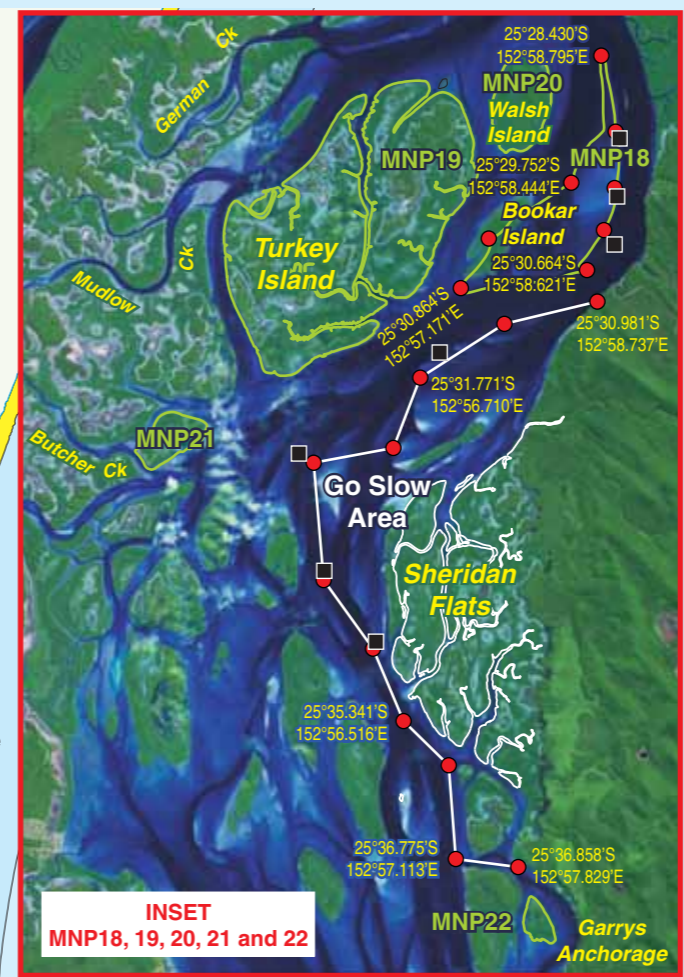 25°28.430'S
152°58.795'E
German Ck
MNP20
Walsh
Island
MNP19
25°29.752'S
152°58.444'E
MNP18
Bookar
Island
Turkey
Island
Mudlow Ck
25°30.664'S
152°58.621'E
25°30.864'S
152°57.171'E
25°30.981'S
152°58.737'E
25°31.771'S
152°56.710'E
MNP21
Butcher Ck
Go Slow
Area
Sheridan
Flats
25°35.341'S
152°56.516'E
25°36.775'S
152°57.113'E
25°36.858'S
152°57.829'E
INSET
MNP18, 19, 20, 21 and 22
MNP22
Garrys
Anchorage